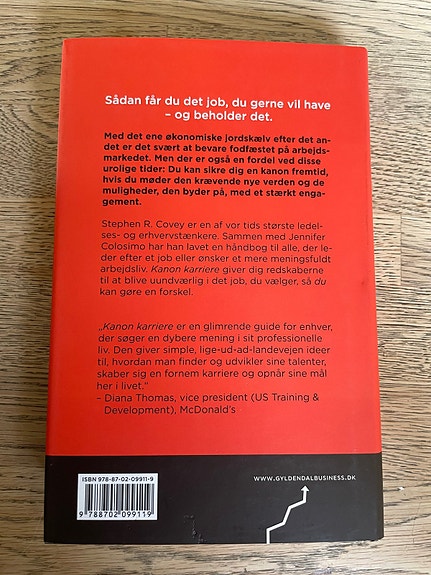 Sådan får du det job, du gerne vil have
– og beholder det.
Med det ene økonomiske jordskælv efter det an-
det er det svært at bevare fodfæstet på arbejds-
markedet. Men der er også en fordel ved disse
urolige tider: Du kan sikre dig en kanon fremtid,
hvis du møder den krævende nye verden og de
muligheder, den byder på, med et stærkt enga-
gement.
Stephen R. Covey er en af vor tids største ledel-
ses- og erhvervstænkere. Sammen med Jennifer
Colosimo har han lavet en håndbog til alle, der le-
der efter et job eller ønsker et mere meningsfuldt
arbejdsliv. Kanon karriere giver dig redskaberne
til at blive uundværlig i det job, du vælger, så du
kan gøre en forskel.
„Kanon karriere er en glimrende guide for enhver,
der søger en dybere mening i sit professionelle
liv. Den giver simple, lige-ud-ad-landevejen ideer
til, hvordan man finder og udvikler sine talenter,
skaber sig en fornem karriere og opnår sine mål
her i livet.”
– Diana Thomas, vice president (US Training &
Development), McDonald's
ISBN 978-87-02-09911-9
9 788702 099119
WWW.GYLDENDALBUSINESS.DK